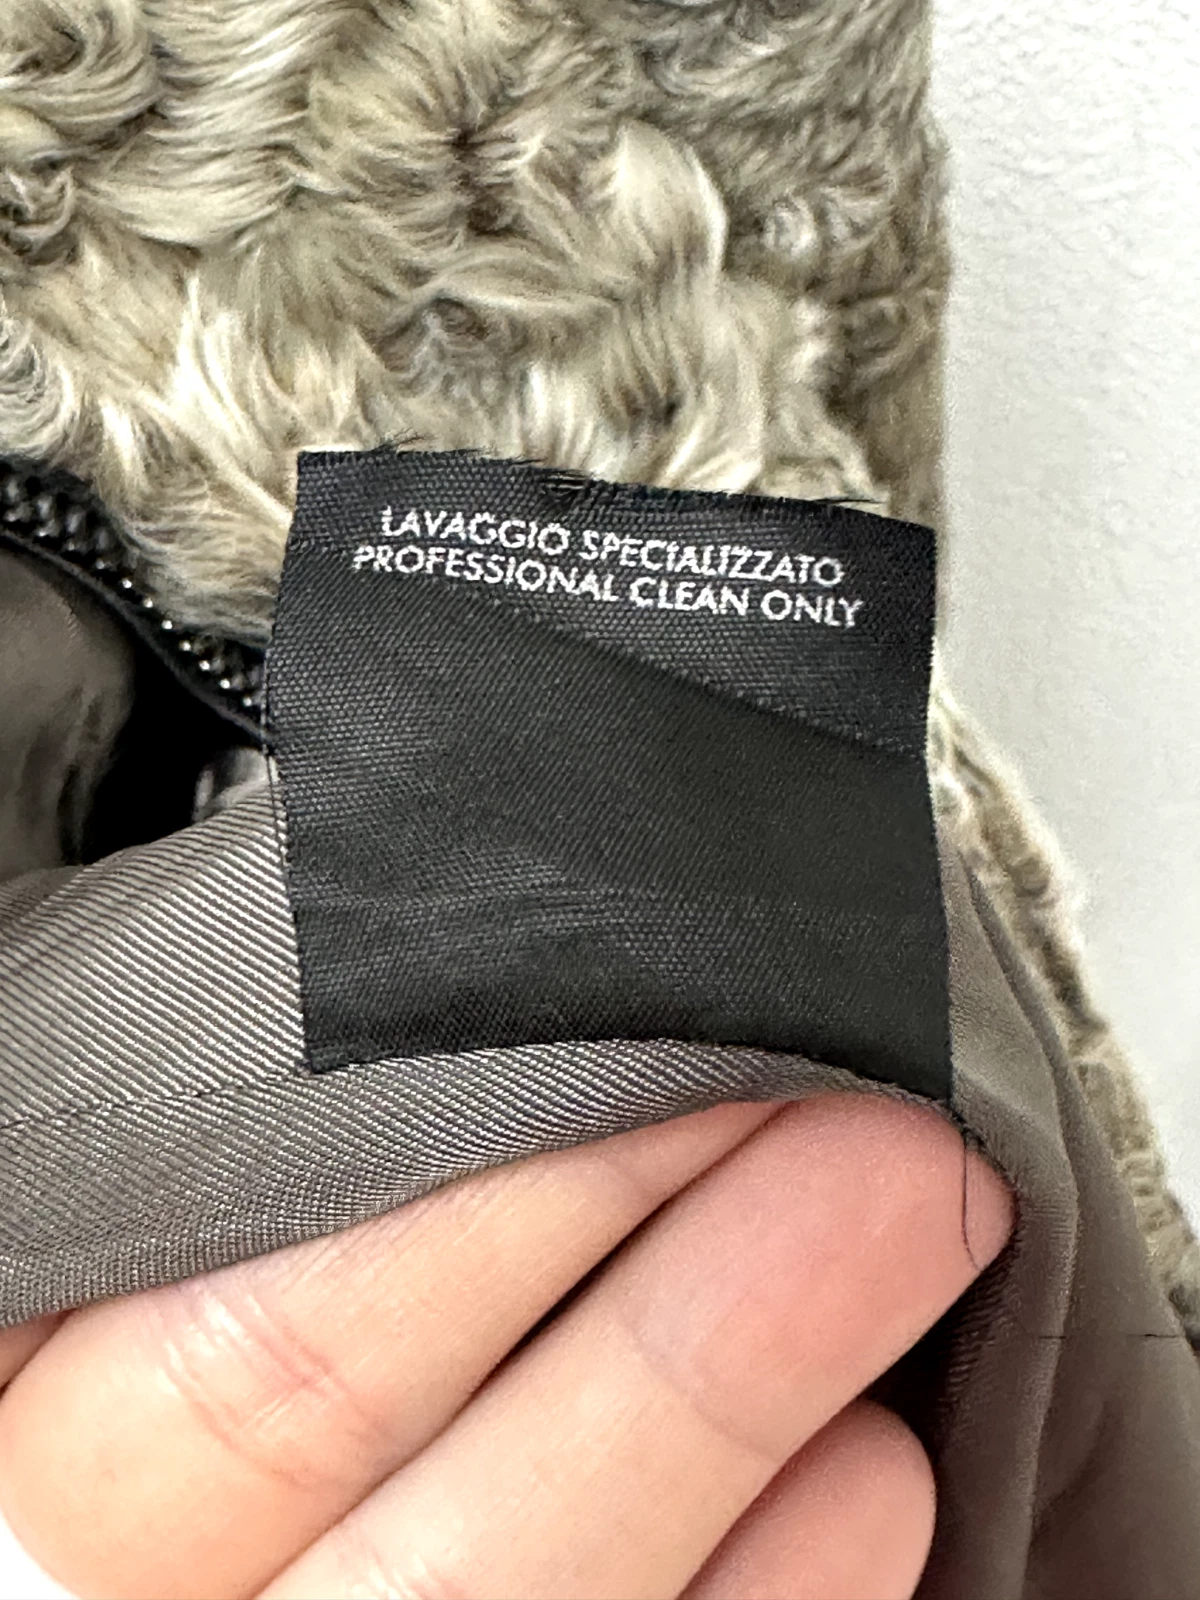 LAVAGGIO SPECIALIZZATO
PROFESSIONAL CLEAN ONLY